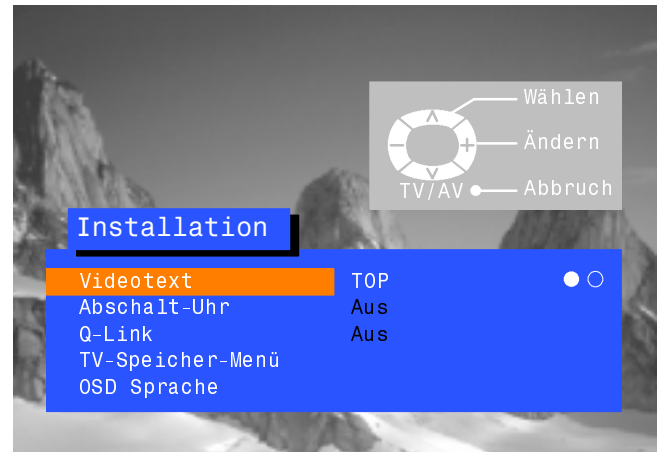 Wählen
Ändern
TV/AV Abbruch
Installation
Videotext TOP
Abschalt-Uhr Aus
Q-Link Aus
TV-Speicher-Menü
OSD Sprache